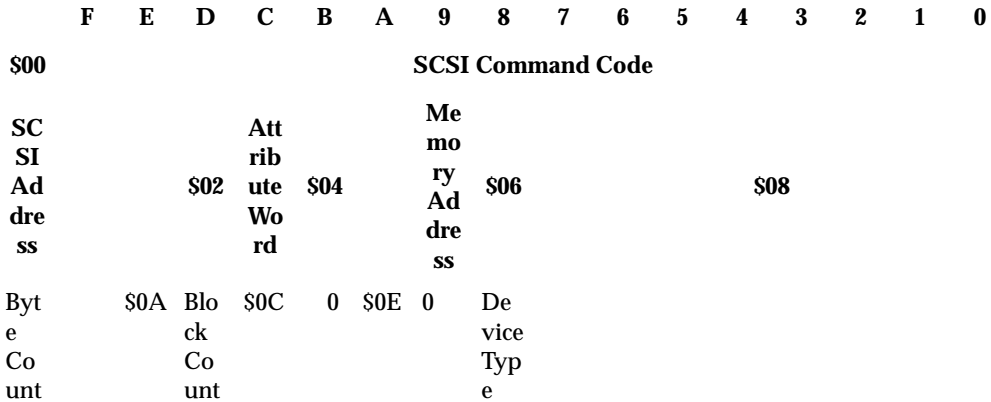 F E D C B A 9 8 7 6 5 4 3 2 1 0
$00 SCSI Command Code
SC
SI
Ad
dre
ss
$02
Att
rib
ute
Wo
rd
$04
Me
mo
ry
Ad
dre
ss
$06
$08
Byt
e
Co
unt
$0A
Blo
ck
Co
unt
$0C
0
$0E
0
De
vice
Typ
e